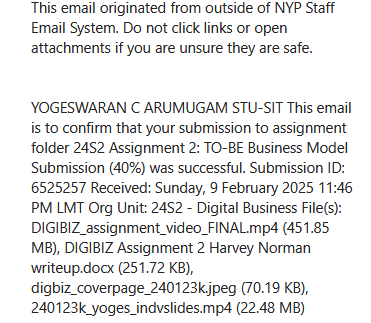 This email originated from outside of NYP Staff
Email System. Do not click links or open
attachments if you are unsure they are safe.
YOGESWARAN C ARUMUGAM STU-SIT This email
is to confirm that your submission to assignment
folder 24S2 Assignment 2: TO-BE Business Model
Submission (40%) was successful. Submission ID:
6525257 Received: Sunday, 9 February 2025 11:46
PM LMT Org Unit: 24S2 - Digital Business File(s):
DIGIBIZ_assignment_video_FINAL.mp4 (451.85
MB), DIGIBIZ Assignment 2 Harvey Norman
writeup.docx (251.72 KB),
digbiz_coverpage_240123k.jpeg (70.19 KB),
240123k_yoges_indvslides.mp4 (22.48 MB)